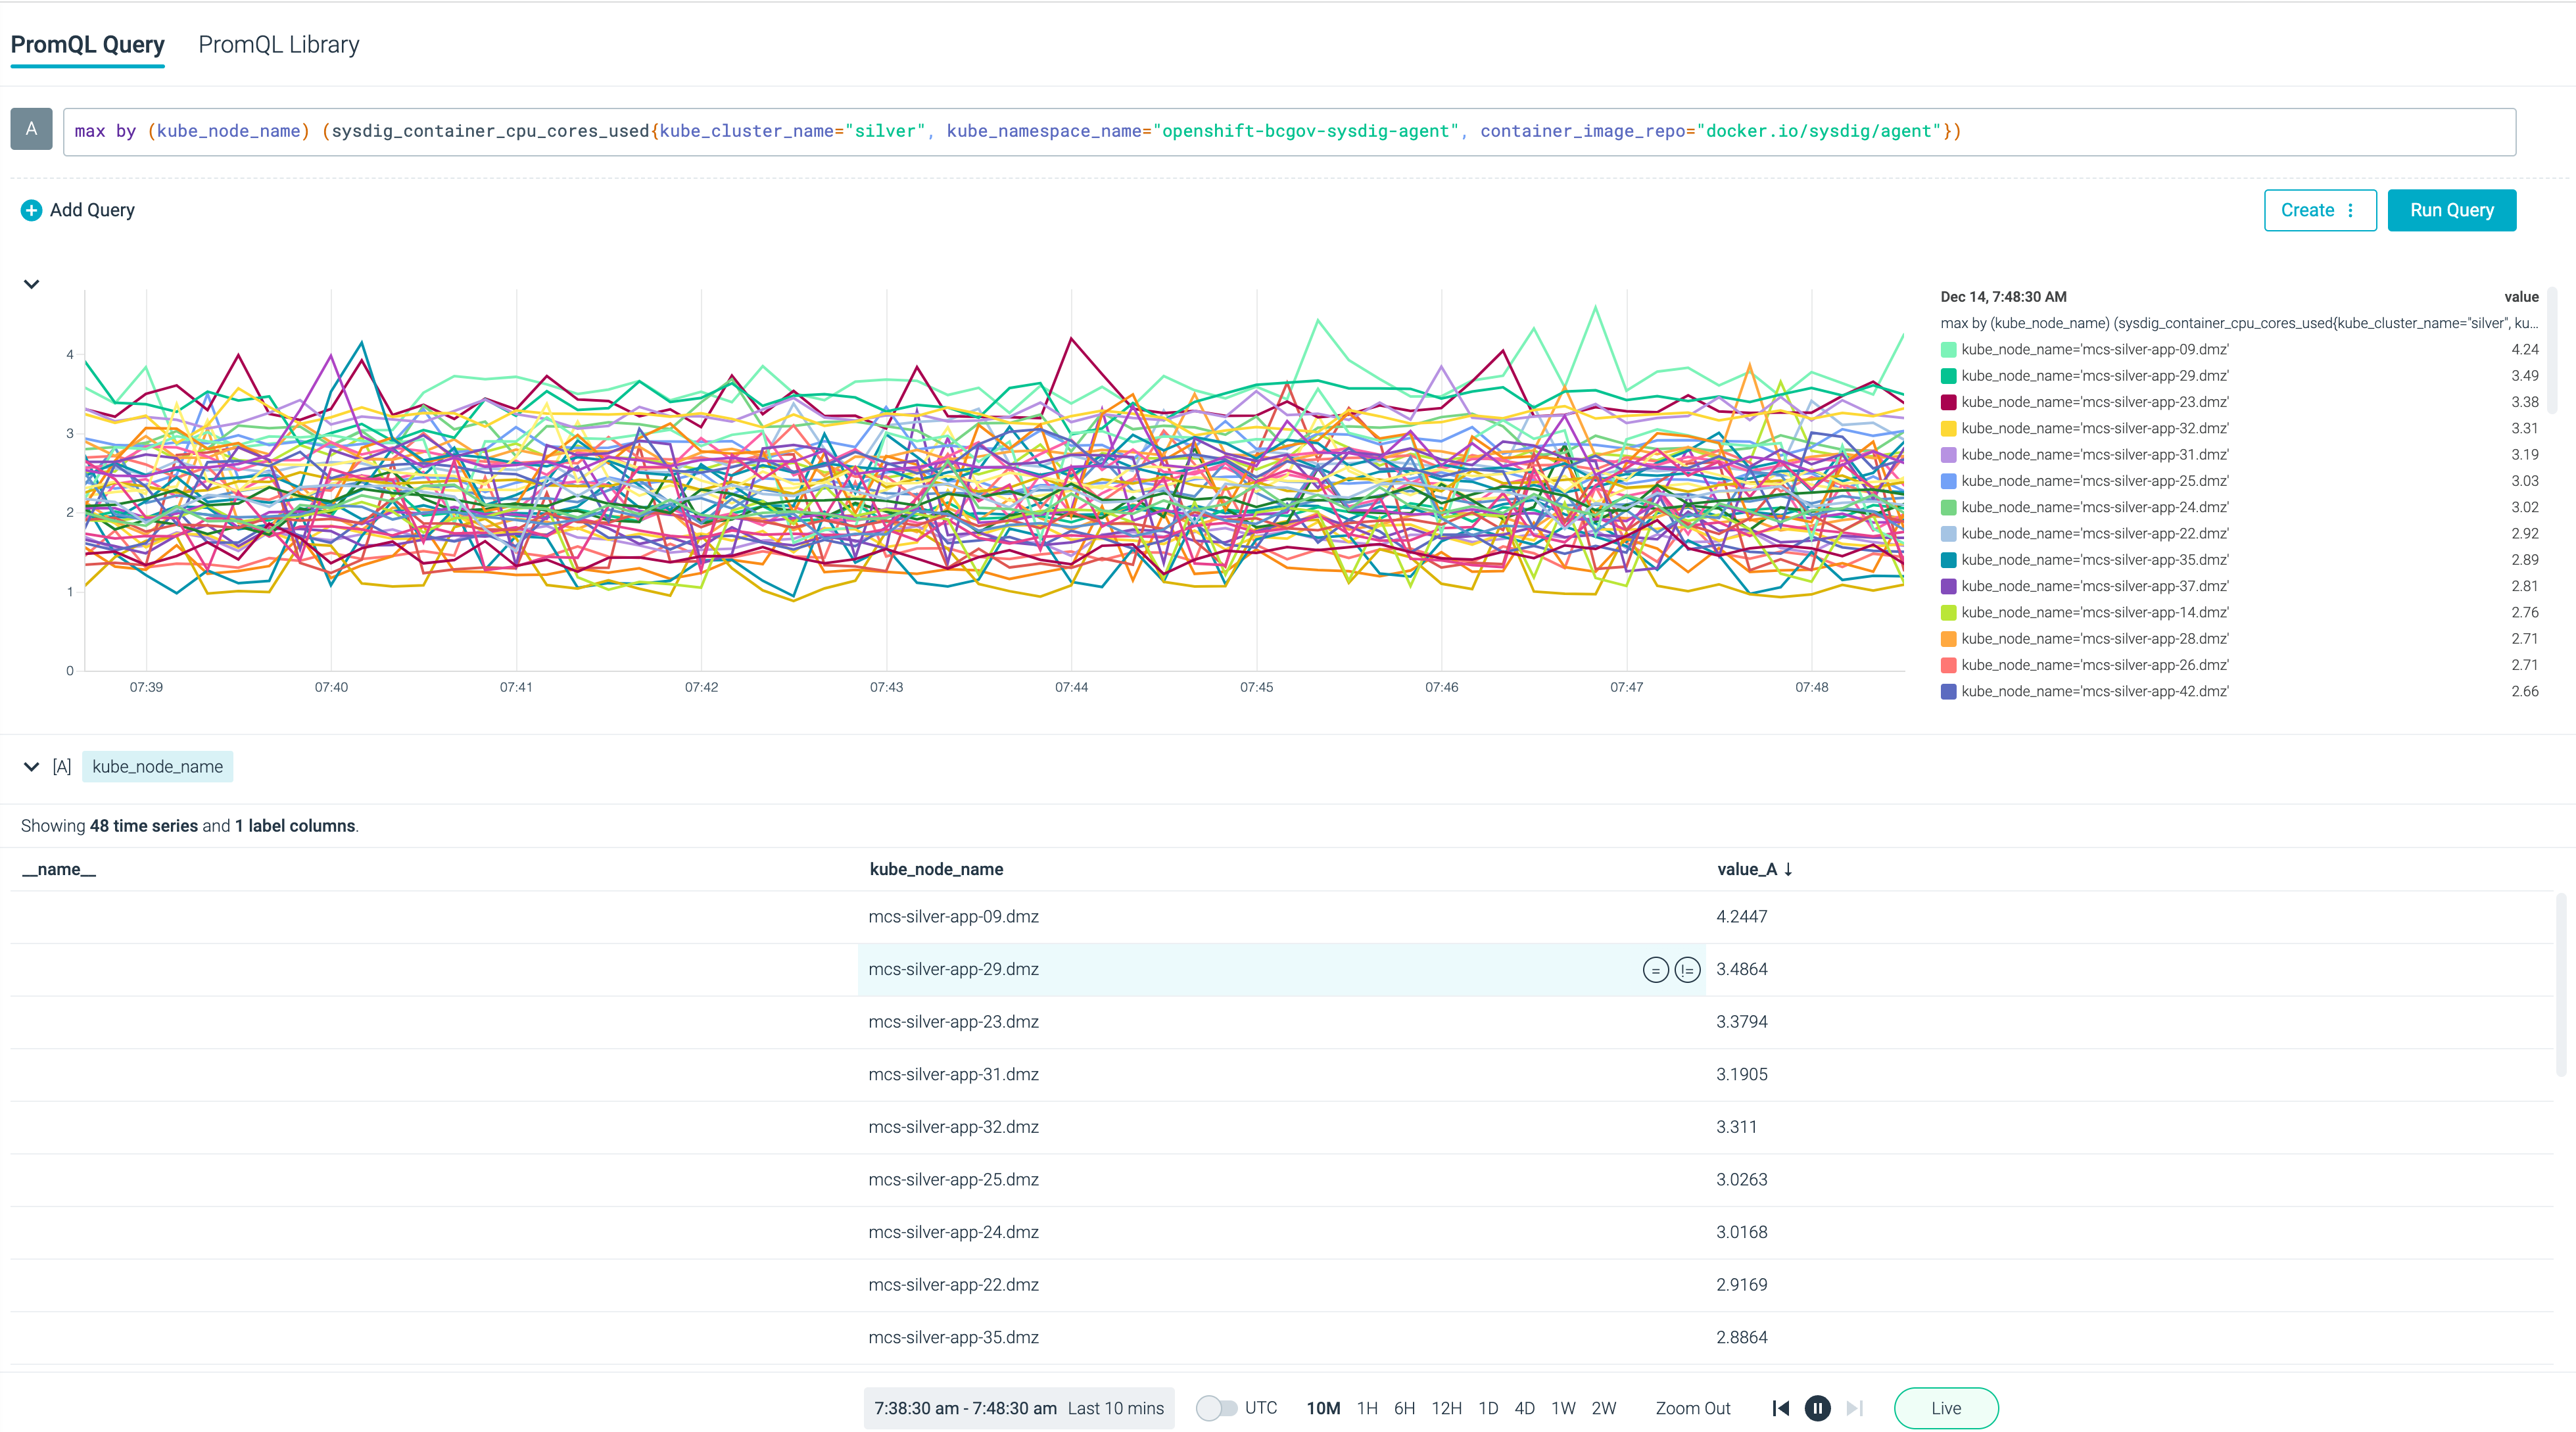 PromQL Query PromQL Library
A max by (kube_node_name) (sysdig_container_cpu_cores_used{kube_cluster_name="silver", kube_namespace_name="openshift-bcgov-sysdig-agent", container_image_repo="docker.io/sysdig/agent"})
+ Add Query Create Run Query
Dec 14, 7:48:30 AM value
max by (kube_node_name) (sysdig_container_cpu_cores_used{kube_cluster_name="silver", ku...
kube_node_name='mcs-silver-app-09.dmz' 4.24
kube_node_name='mcs-silver-app-29.dmz' 3.49
kube_node_name='mcs-silver-app-23.dmz' 3.38
kube_node_name='mcs-silver-app-32.dmz' 3.31
kube_node_name='mcs-silver-app-31.dmz' 3.19
kube_node_name='mcs-silver-app-25.dmz' 3.03
kube_node_name='mcs-silver-app-24.dmz' 3.02
kube_node_name='mcs-silver-app-22.dmz' 2.92
kube_node_name='mcs-silver-app-35.dmz' 2.89
kube_node_name='mcs-silver-app-37.dmz' 2.81
kube_node_name='mcs-silver-app-14.dmz' 2.76
kube_node_name='mcs-silver-app-28.dmz' 2.71
kube_node_name='mcs-silver-app-26.dmz' 2.71
kube_node_name='mcs-silver-app-42.dmz' 2.66
4
3
2
1
0
07:39 07:40 07:41 07:42 07:43 07:44 07:45 07:46 07:47 07:48
[A] kube_node_name
Showing 48 time series and 1 label columns.
__name__ kube_node_name value_A ↓
mcs-silver-app-09.dmz 4.2447
mcs-silver-app-29.dmz = != 3.4864
mcs-silver-app-23.dmz 3.3794
mcs-silver-app-31.dmz 3.1905
mcs-silver-app-32.dmz 3.311
mcs-silver-app-25.dmz 3.0263
mcs-silver-app-24.dmz 3.0168
mcs-silver-app-22.dmz 2.9169
mcs-silver-app-35.dmz 2.8864
7:38:30 am - 7:48:30 am Last 10 mins UTC 10M 1H 6H 12H 1D 4D 1W 2W Zoom Out Live